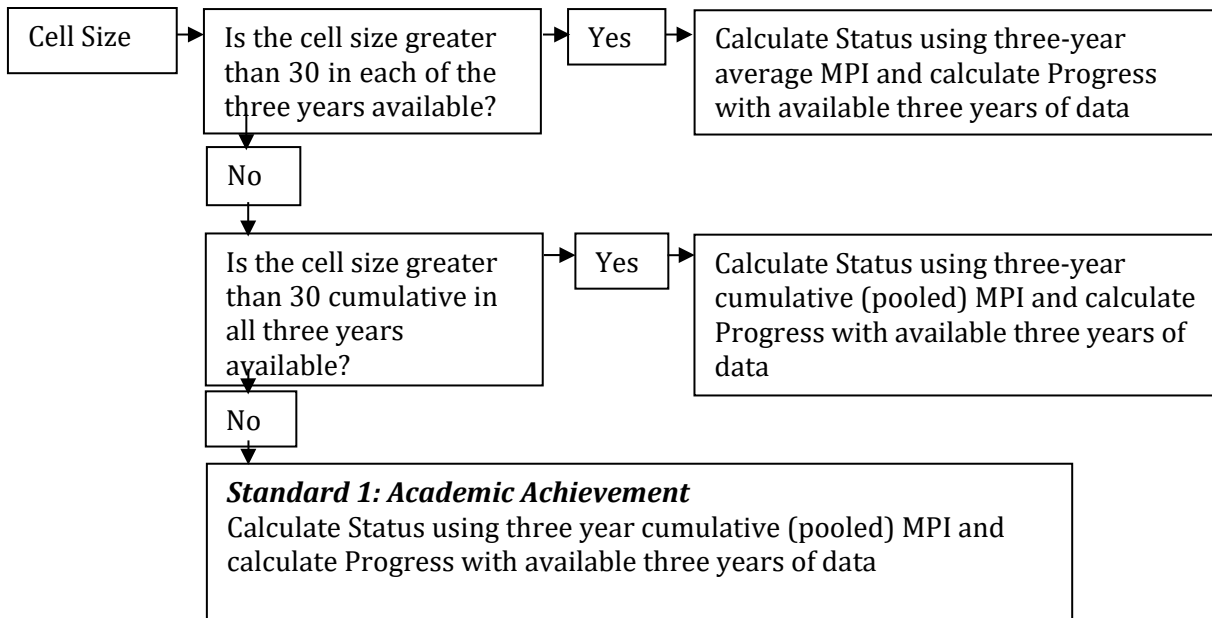 Cell Size
Is the cell size greater
than 30 in each of the
three years available?
Yes
Calculate Status using three-year
average MPI and calculate Progress
with available three years of data
No
Is the cell size greater
than 30 cumulative in
all three years
available?
Yes
Calculate Status using three-year
cumulative (pooled) MPI and calculate
Progress with available three years of
data
No
Standard 1: Academic Achievement
Calculate Status using three year cumulative (pooled) MPI and
calculate Progress with available three years of data